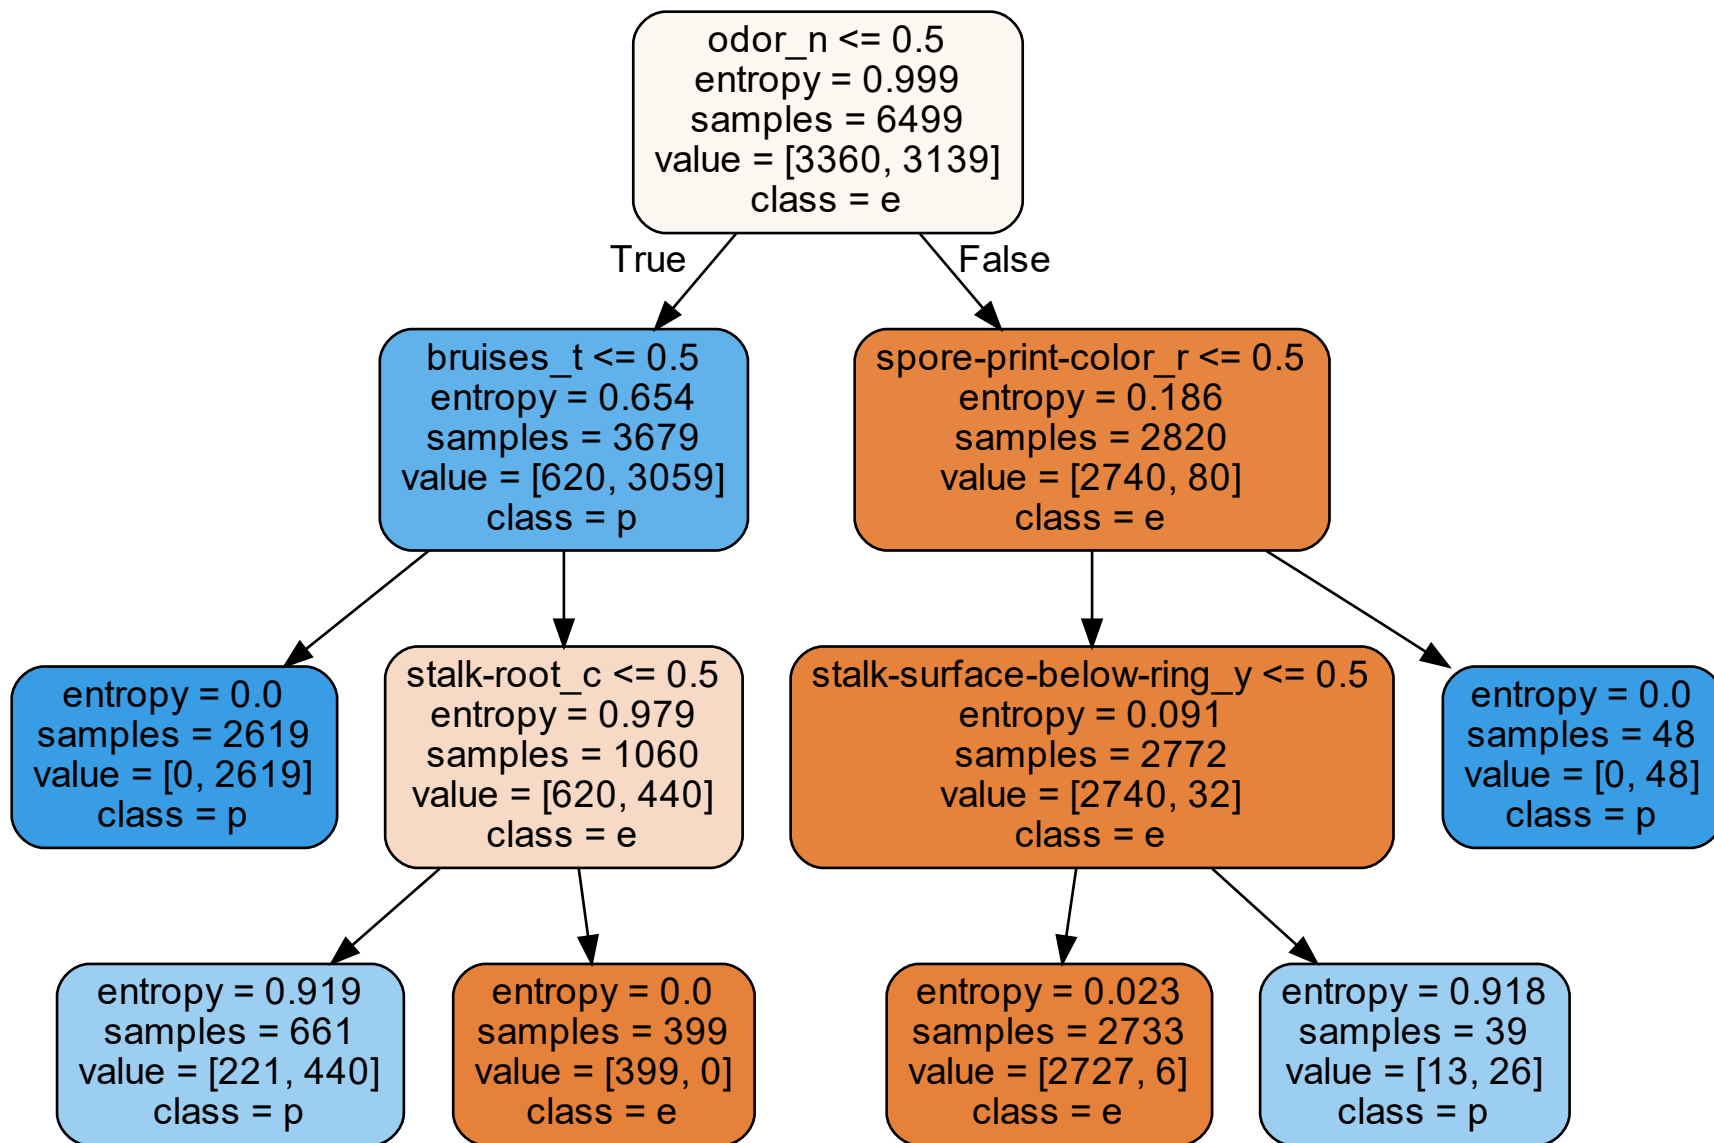 odor_n <= 0.5
entropy = 0.999
samples = 6499
value = [3360, 3139]
class = e
True
False
bruises_t <= 0.5
entropy = 0.654
samples = 3679
value = [620, 3059]
class = p
spore-print-color_r <= 0.5
entropy = 0.186
samples = 2820
value = [2740, 80]
class = e
entropy = 0.0
samples = 2619
value = [0, 2619]
class = p
stalk-root_c <= 0.5
entropy = 0.979
samples = 1060
value = [620, 440]
class = e
stalk-surface-below-ring_y <= 0.5
entropy = 0.091
samples = 2772
value = [2740, 32]
class = e
entropy = 0.0
samples = 48
value = [0, 48]
class = p
entropy = 0.919
samples = 661
value = [221, 440]
class = p
entropy = 0.0
samples = 399
value = [399, 0]
class = e
entropy = 0.023
samples = 2733
value = [2727, 6]
class = e
entropy = 0.918
samples = 39
value = [13, 26]
class = p